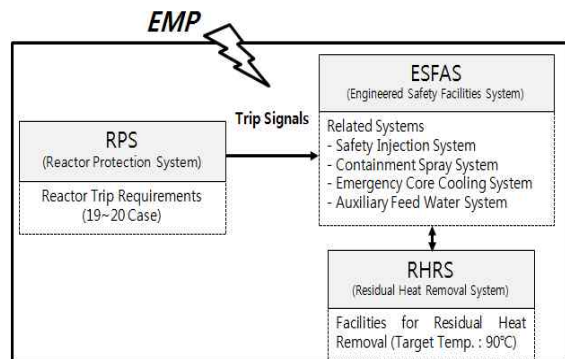 EMP
ESFAS
(Engineered Safety Facilities System)
Trip Signals
RPS
(Reactor Protection System)
Reactor Trip Requirements
(19~20 Case)
Related Systems
- Safety Injection System
- Containment Spray System
- Emergency Core Cooling System
- Auxiliary Feed Water System
RHRS
(Residual Heat Removal System)
Facilities for Residual Heat
Removal (Target Temp. : 90℃)